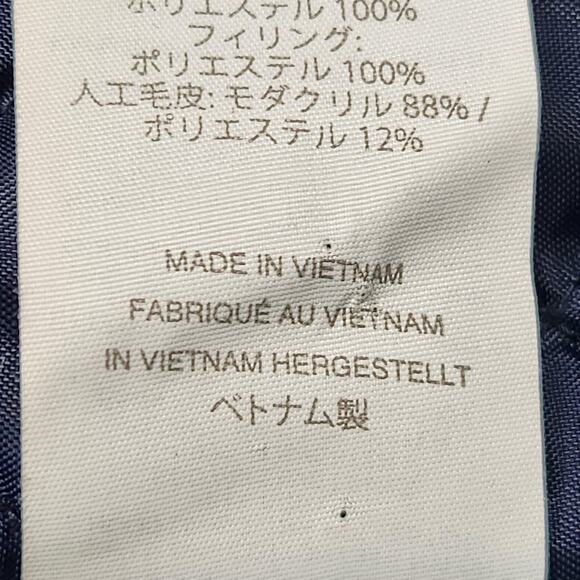 ポリエステル 100%
フィリング:
ポリエステル 100%
人工毛皮: モダクリル 88% /
ポリエステル 12%
MADE IN VIETNAM
FABRIQUÉ AU VIETNAM
IN VIETNAM HERGESTELLT
ベトナム製